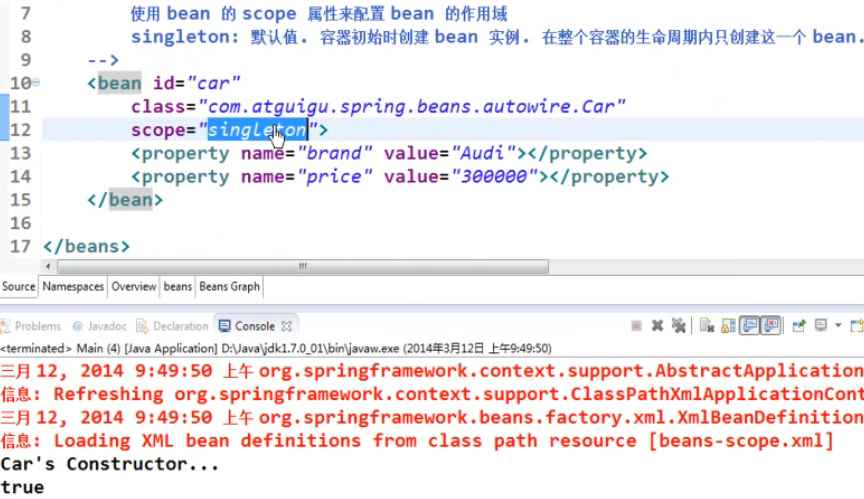 7 使用 bean 的 scope 属性来配置 bean 的作用域
8 singleton: 默认值. 容器初始时创建 bean 实例. 在整个容器的生命周期内只创建这一个 bean.
9 -->
10 <bean id="car"
11 class="com.atguigu.spring.beans.autowire.Car"
12 scope="singleton">
13 <property name="brand" value="Audi"></property>
14 <property name="price" value="300000"></property>
15 </bean>
16
17 </beans>
Source Namespaces Overview beans Beans Graph
Problems @ Javadoc Declaration Console
<terminated> Main (4) [Java Application] D:\Java\jdk1.7.0_01\bin\javaw.exe (2014年3月12日 上午9:49:50)
三月 12, 2014 9:49:50 上午 org.springframework.context.support.AbstractApplication
信息: Refreshing org.springframework.context.support.ClassPathXmlApplicationCont
三月 12, 2014 9:49:50 上午 org.springframework.beans.factory.xml.XmlBeanDefinition
信息: Loading XML bean definitions from class path resource [beans-scope.xml]
Car's Constructor...
true